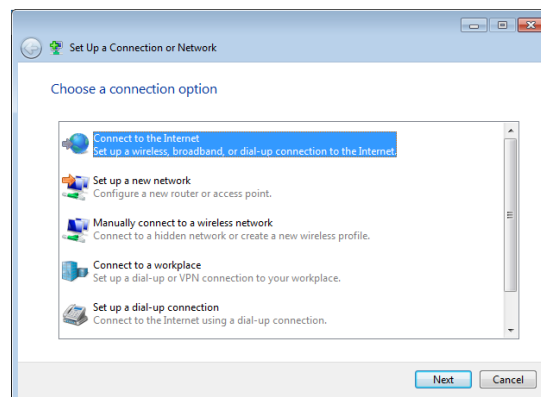 Set Up a Connection or Network
Choose a connection option
Connect to the Internet
Set up a wireless, broadband, or dial-up connection to the Internet.
Set up a new network
Configure a new router or access point.
Manually connect to a wireless network
Connect to a hidden network or create a new wireless profile.
Connect to a workplace
Set up a dial-up or VPN connection to your workplace.
Set up a dial-up connection
Connect to the Internet using a dial-up connection.
Next Cancel